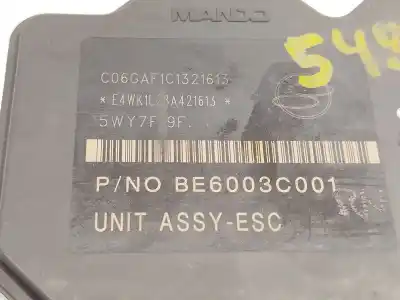 MANDO
C06GAF1C1321613
5WY7F 9F.
P/NO BE6003C001
UNIT ASSY-ESC